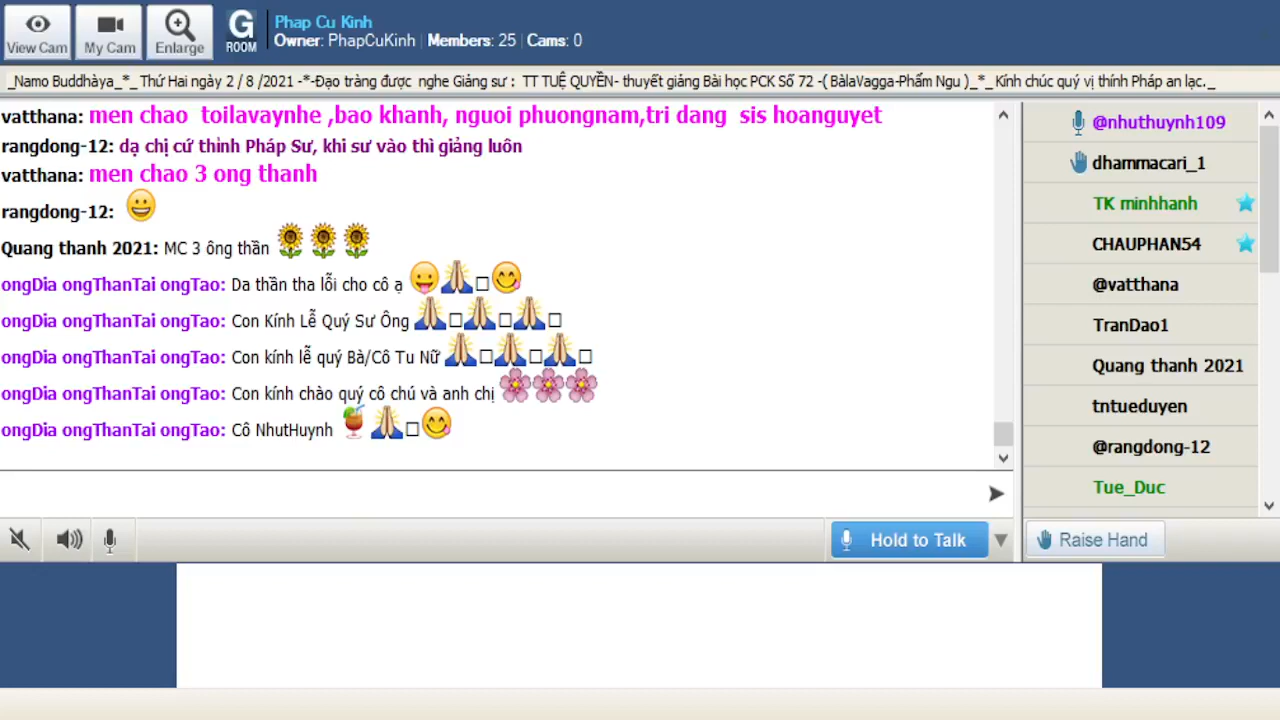 View Cam
My Cam
Enlarge
G
ROOM
Phap Cu Kinh
Owner: PhapCuKinh | Members: 25 | Cams: 0
_Namo Buddhàya_*_ Thứ Hai ngày 2 / 8 /2021 -*-Đạo tràng được nghe Giảng sư : TT TUỆ QUYỀN- thuyết giảng Bài học PCK Số 72 -( BàlaVagga-Phẩm Ngu )_*_ Kính chúc quý vị thính Pháp an lạc._
vatthana: men chao toilavaynhe ,bao khanh, nguoi phuongnam,tri dang sis hoanguyet
rangdong-12: dạ chị cứ thỉnh Pháp Sư, khi sư vào thì giảng luôn
vatthana: men chao 3 ong thanh
rangdong-12:
Quang thanh 2021: MC 3 ông thần
ongDia ongThanTai ongTao: Da thần tha lỗi cho cô ạ
ongDia ongThanTai ongTao: Con Kính Lễ Quý Sư Ông
ongDia ongThanTai ongTao: Con kính lễ quý Bà/Cô Tu Nữ
ongDia ongThanTai ongTao: Con kính chào quý cô chú và anh chị
ongDia ongThanTai ongTao: Cô NhutHuynh
@nhuthuynh109
dhammacari_1
TK minhhanh
CHAUPHAN54
@vatthana
TranDao1
Quang thanh 2021
tntueduyen
@rangdong-12
Tue_Duc
Hold to Talk
Raise Hand